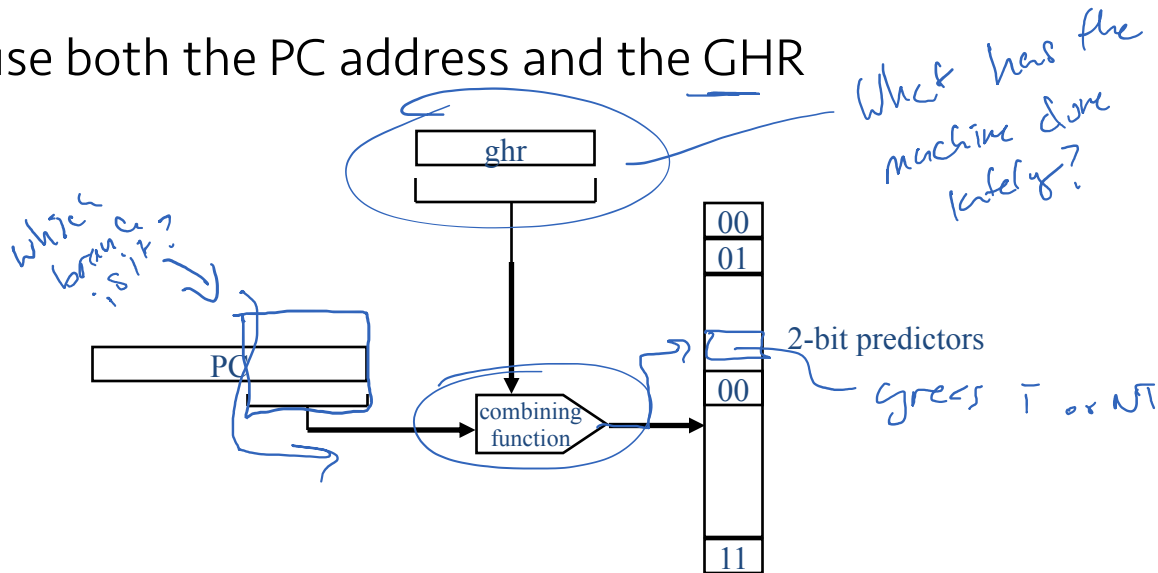 use both the PC address and the GHR
What has the
machine done
lately?
ghr
which
branch
is it?
00
01
PC
2-bit predictors
combining
function
00
T or NT
11